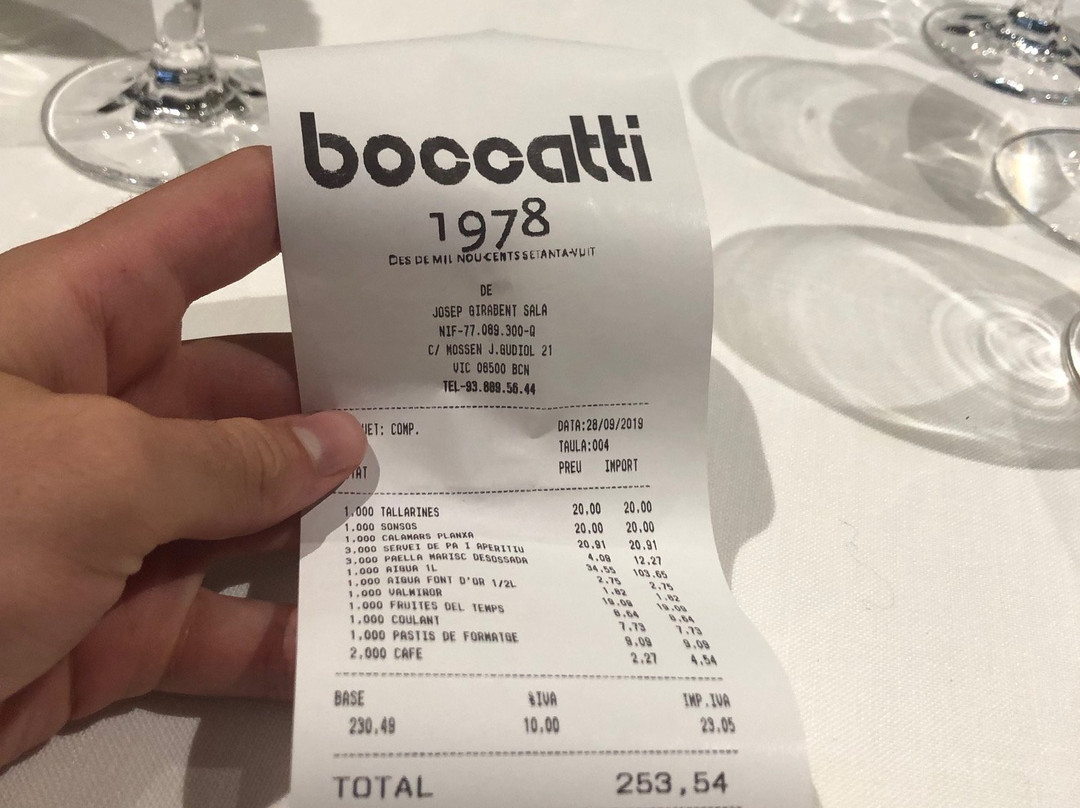 boccatti
1978
DES DE MIL NOU-CENTS SETANTA-VUIT
DE
JOSEP GIRABENT SALA
NIF-77.089.300-Q
C/ MOSSEN J.GUDIOL 21
VIC 08500 BCN
TEL-93.889.56.44
UET: COMP. DATA:28/09/2019
TAULA:004
TAT PREU IMPORT
1.000 TALLARINES 20,00 20,00
1.000 SONSOS 20,00 20,00
1.000 CALAMARS PLANXA 20,91 20,91
3.000 SERVEI DE PA I APERITIU 4.09 12.27
3.000 PAELLA MARISC DESOSSADA 34.55 103.65
1.000 AIGUA 1L 2.75 2.75
1.000 AIGUA FONT D'OR 1/2L 1.82 1.82
1.000 VALMINOR 19.09 19.09
1.000 FRUITES DEL TEMPS 8.64 8.64
1.000 COULANT 7.73 7.73
1.000 PASTIS DE FORMATGE 9.09 9.09
2.000 CAFE 2.27 4.54
BASE %IVA IMP.IVA
230.49 10.00 23.05
TOTAL 253,54